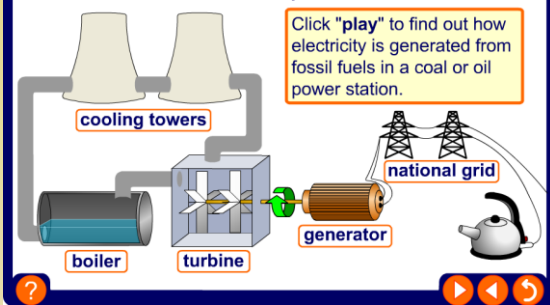 Click "play" to find out how
electricity is generated from
fossil fuels in a coal or oil
power station.
cooling towers
national grid
generator
boiler
turbine
?